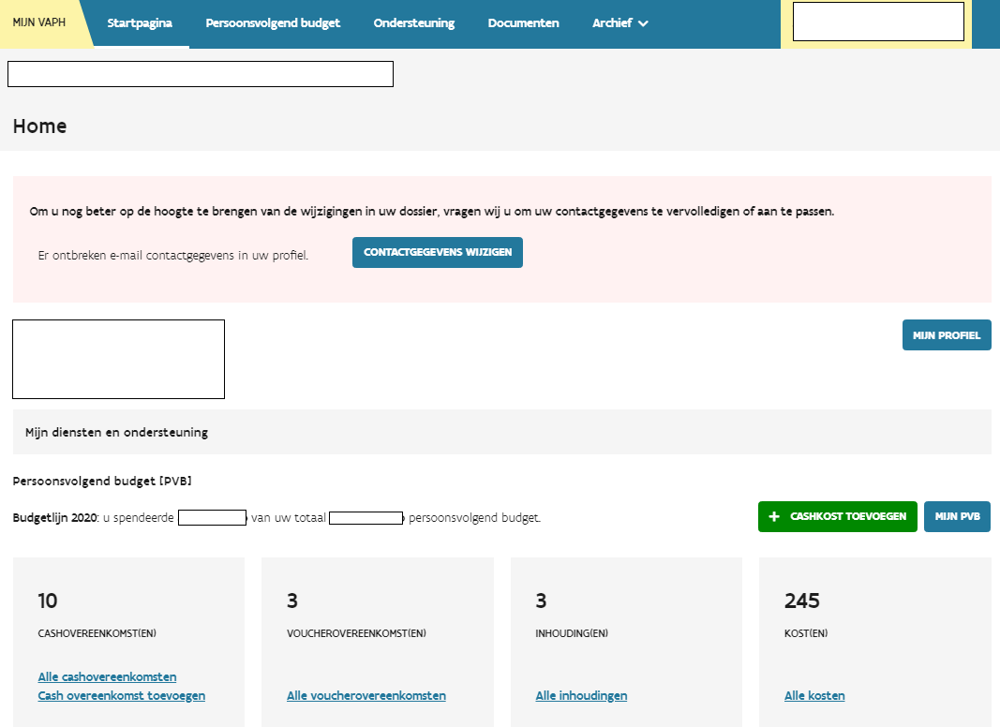 MIJN VAPH Startpagina Persoonsvolgend budget Ondersteuning Documenten Archief
Home
Om u nog beter op de hoogte te brengen van de wijzigingen in uw dossier, vragen wij u om uw contactgegevens te vervolledigen of aan te passen.
Er ontbreken e-mail contactgegevens in uw profiel. CONTACTGEGEVENS WIJZIGEN
MIJN PROFIEL
Mijn diensten en ondersteuning
Persoonsvolgend budget [PVB]
Budgetlijn 2020: u spendeerde van uw totaal persoonsvolgend budget. + CASHKOST TOEVOEGEN MIJN PVB
10 3 3 245
CASHOVEREENKOMST(EN) VOUCHEROVEREENKOMST(EN) INHOUDING(EN) KOST(EN)
Alle cashovereenkomsten
Cash overeenkomst toevoegen Alle voucherovereenkomsten Alle inhoudingen Alle kosten